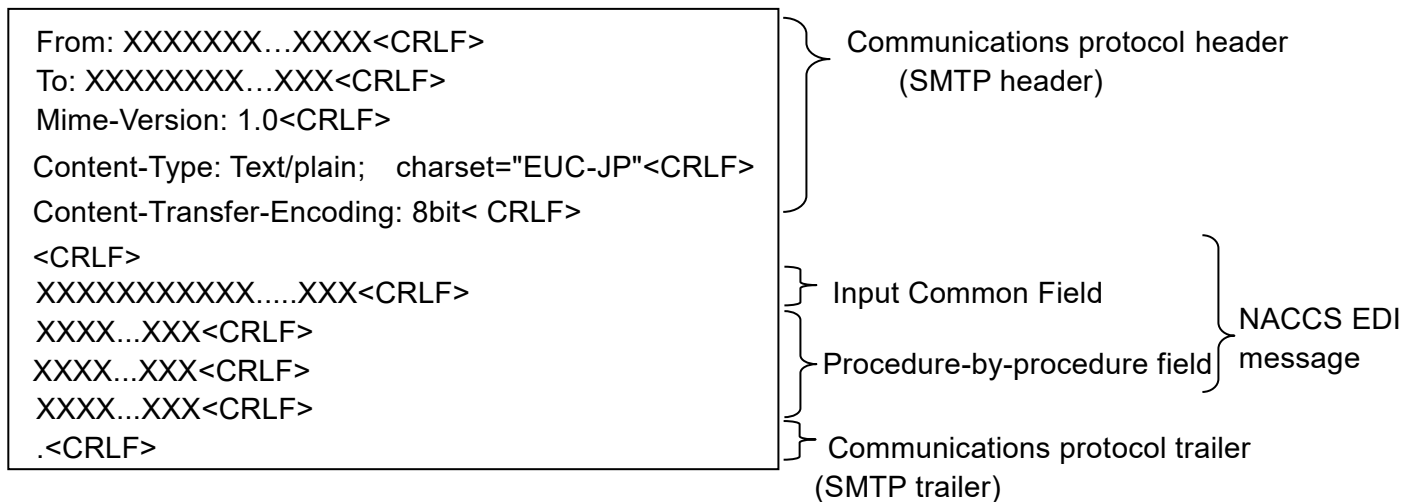 From: XXXXXXX…XXXX<CRLF>
To: XXXXXXXX…XXX<CRLF>
Mime-Version: 1.0<CRLF>
Content-Type: Text/plain; charset="EUC-JP"<CRLF>
Content-Transfer-Encoding: 8bit< CRLF>
<CRLF>
XXXXXXXXXXX.....XXX<CRLF>
XXXX...XXX<CRLF>
XXXX...XXX<CRLF>
XXXX...XXX<CRLF>
.<CRLF>
Communications protocol header
(SMTP header)
Input Common Field
Procedure-by-procedure field
NACCS EDI
message
Communications protocol trailer
(SMTP trailer)